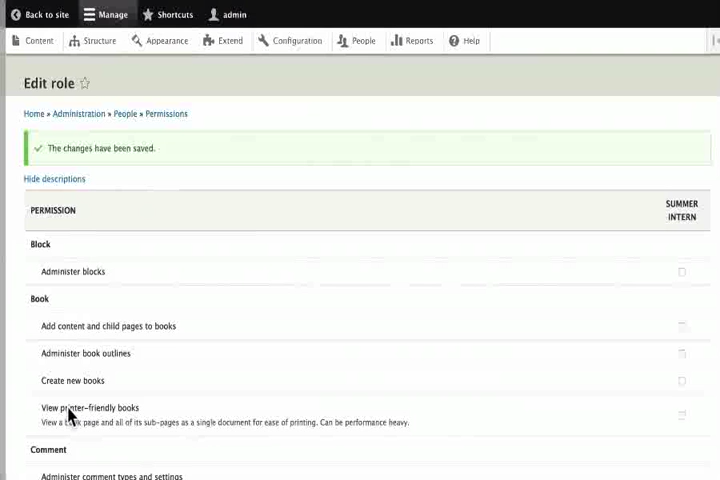 Back to site Manage Shortcuts admin
Content Structure Appearance Extend Configuration People Reports Help
Edit role
Home » Administration » People » Permissions
The changes have been saved.
Hide descriptions
PERMISSION SUMMER INTERN
Block
Administer blocks
Book
Add content and child pages to books
Administer book outlines
Create new books
View printer-friendly books
View a book page and all of its sub-pages as a single document for ease of printing. Can be performance heavy.
Comment
Administer comment types and settings